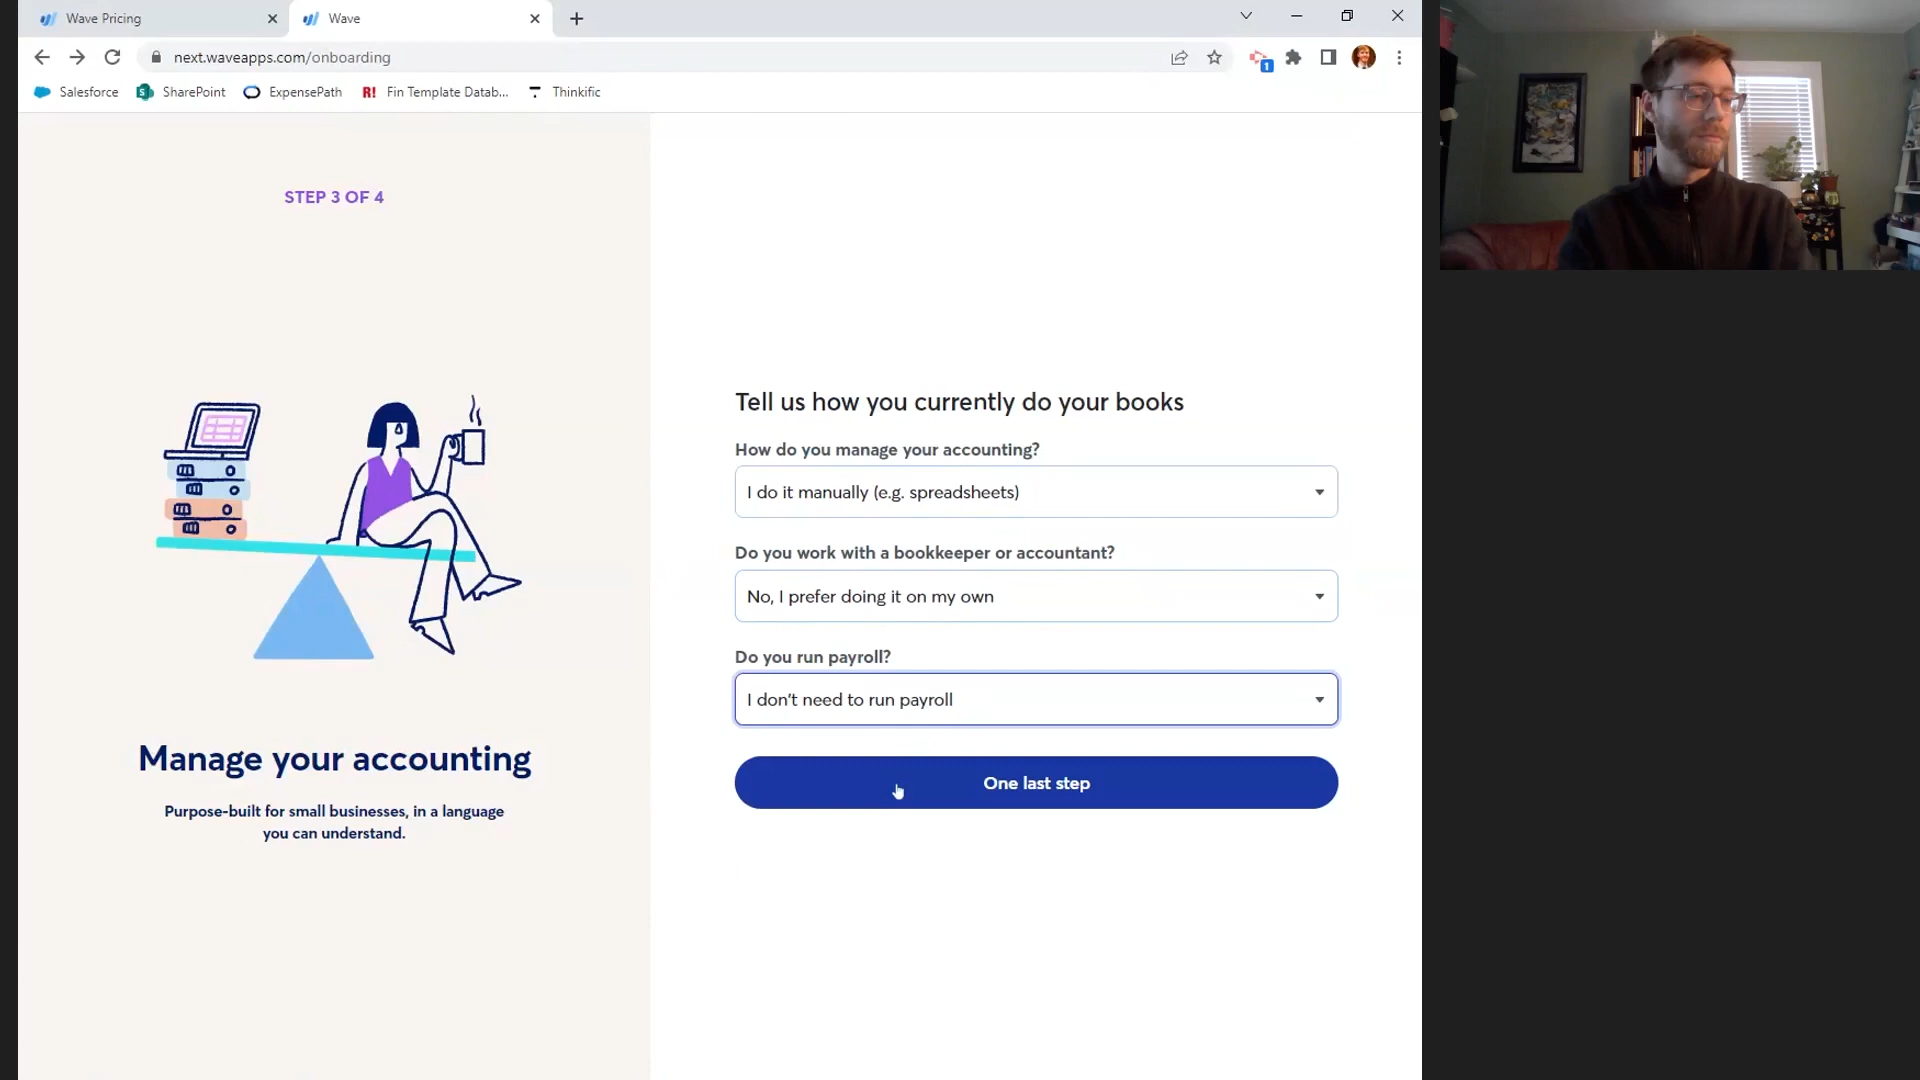 Wave Pricing
Wave
next.waveapps.com/onboarding
1
Salesforce
SharePoint
ExpensePath
R! Fin Template Datab...
Thinkific
STEP 3 OF 4
Manage your accounting
Purpose-built for small businesses, in a language
you can understand.
Tell us how you currently do your books
How do you manage your accounting?
I do it manually (e.g. spreadsheets)
Do you work with a bookkeeper or accountant?
No, I prefer doing it on my own
Do you run payroll?
I don't need to run payroll
One last step